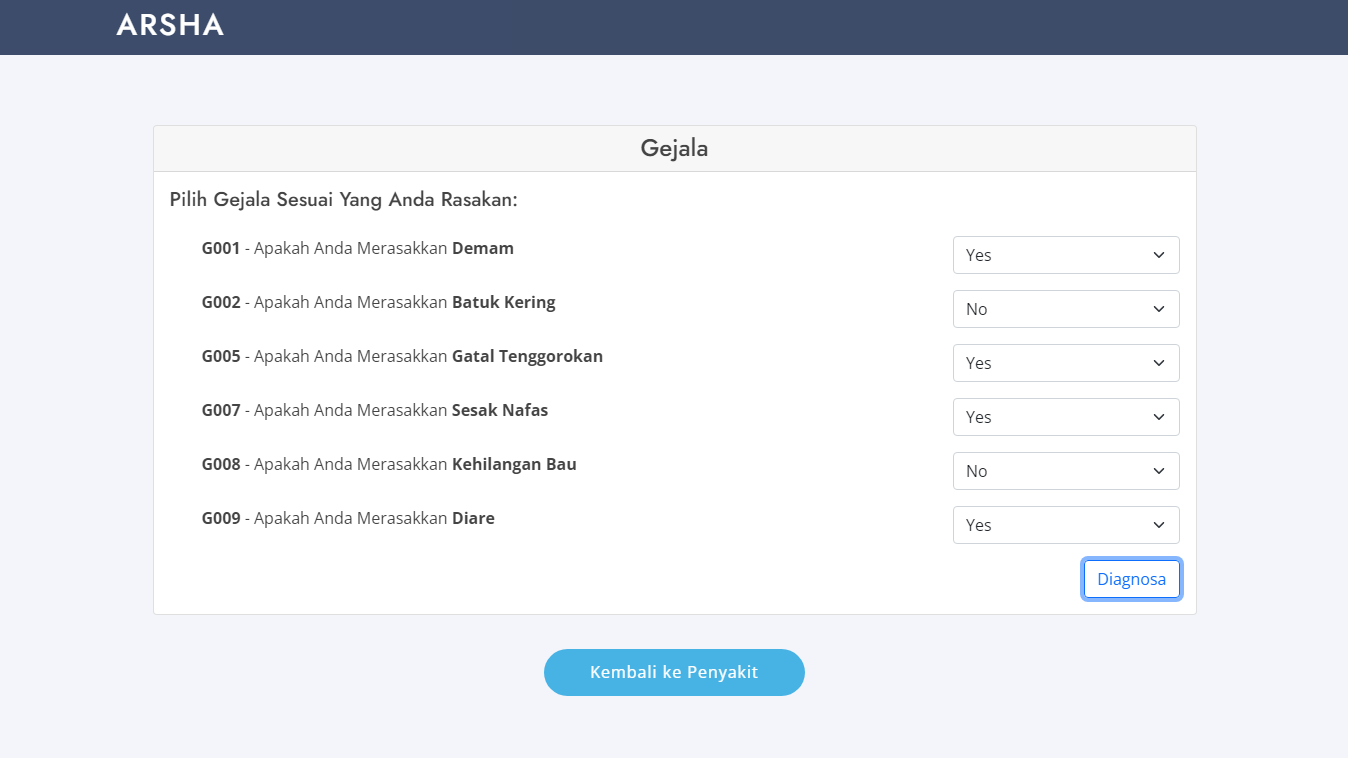 ARSHA
Gejala
Pilih Gejala Sesuai Yang Anda Rasakan:
G001 - Apakah Anda Merasakkan Demam
Yes
G002 - Apakah Anda Merasakkan Batuk Kering
No
G005 - Apakah Anda Merasakkan Gatal Tenggorokan
Yes
G007 - Apakah Anda Merasakkan Sesak Nafas
Yes
G008 - Apakah Anda Merasakkan Kehilangan Bau
No
G009 - Apakah Anda Merasakkan Diare
Yes
Diagnosa
Kembali ke Penyakit